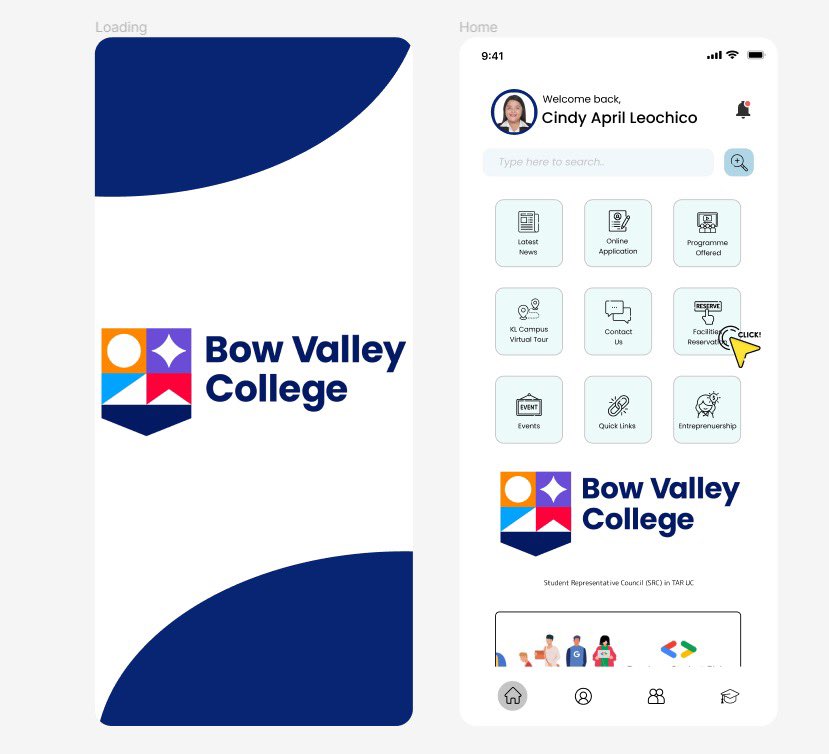 Loading
Home
9:41
Welcome back,
Cindy April Leochico
Type here to search..
Latest
News
Online
Application
Programme
Offered
KL Campus
Virtual Tour
Contact
Us
RESERVE
Facilities
Reservation
CLICK!
EVENT
Events
Quick Links
Entreprenuership
Bow Valley
College
Bow Valley
College
Student Representative Council (SRC) in TAR UC
G